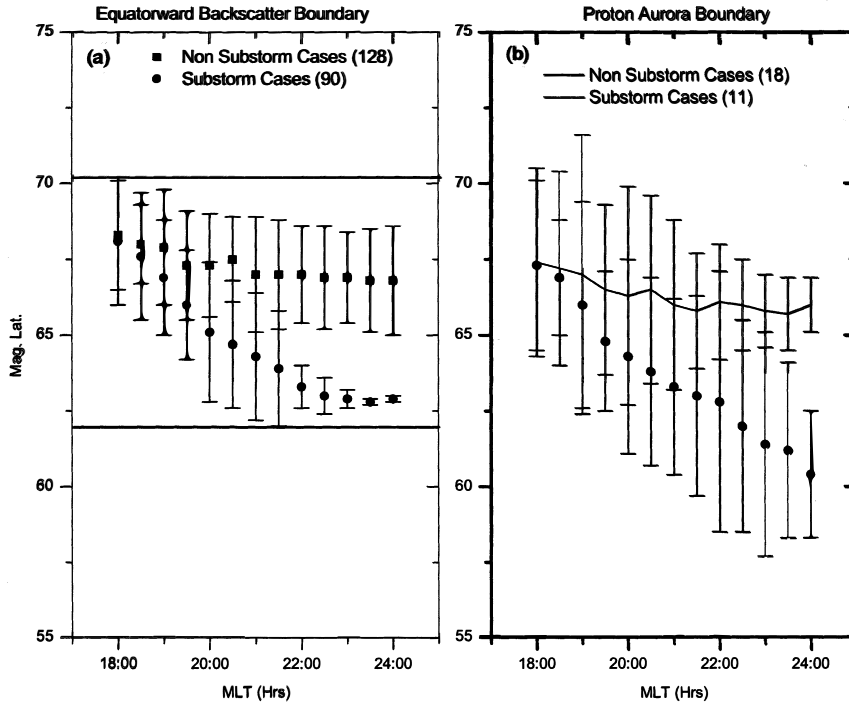 Equatorward Backscatter Boundary
(a)
Non Substorm Cases (128)
Substorm Cases (90)
75
70
65
60
55
Mag. Lat.
18:00 20:00 22:00 24:00
MLT (Hrs)
Proton Aurora Boundary
(b)
Non Substorm Cases (18)
Substorm Cases (11)
75
70
65
60
55
18:00 20:00 22:00 24:00
MLT (Hrs)